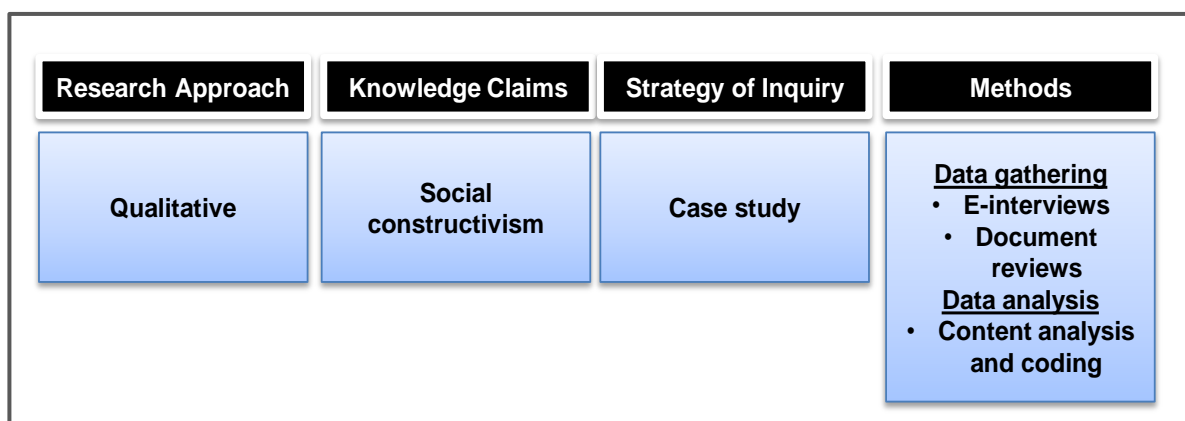 Research Approach
Qualitative
Knowledge Claims
Social
constructivism
Strategy of Inquiry
Case study
Methods
Data gathering
• E-interviews
• Document
reviews
Data analysis
• Content analysis
and coding